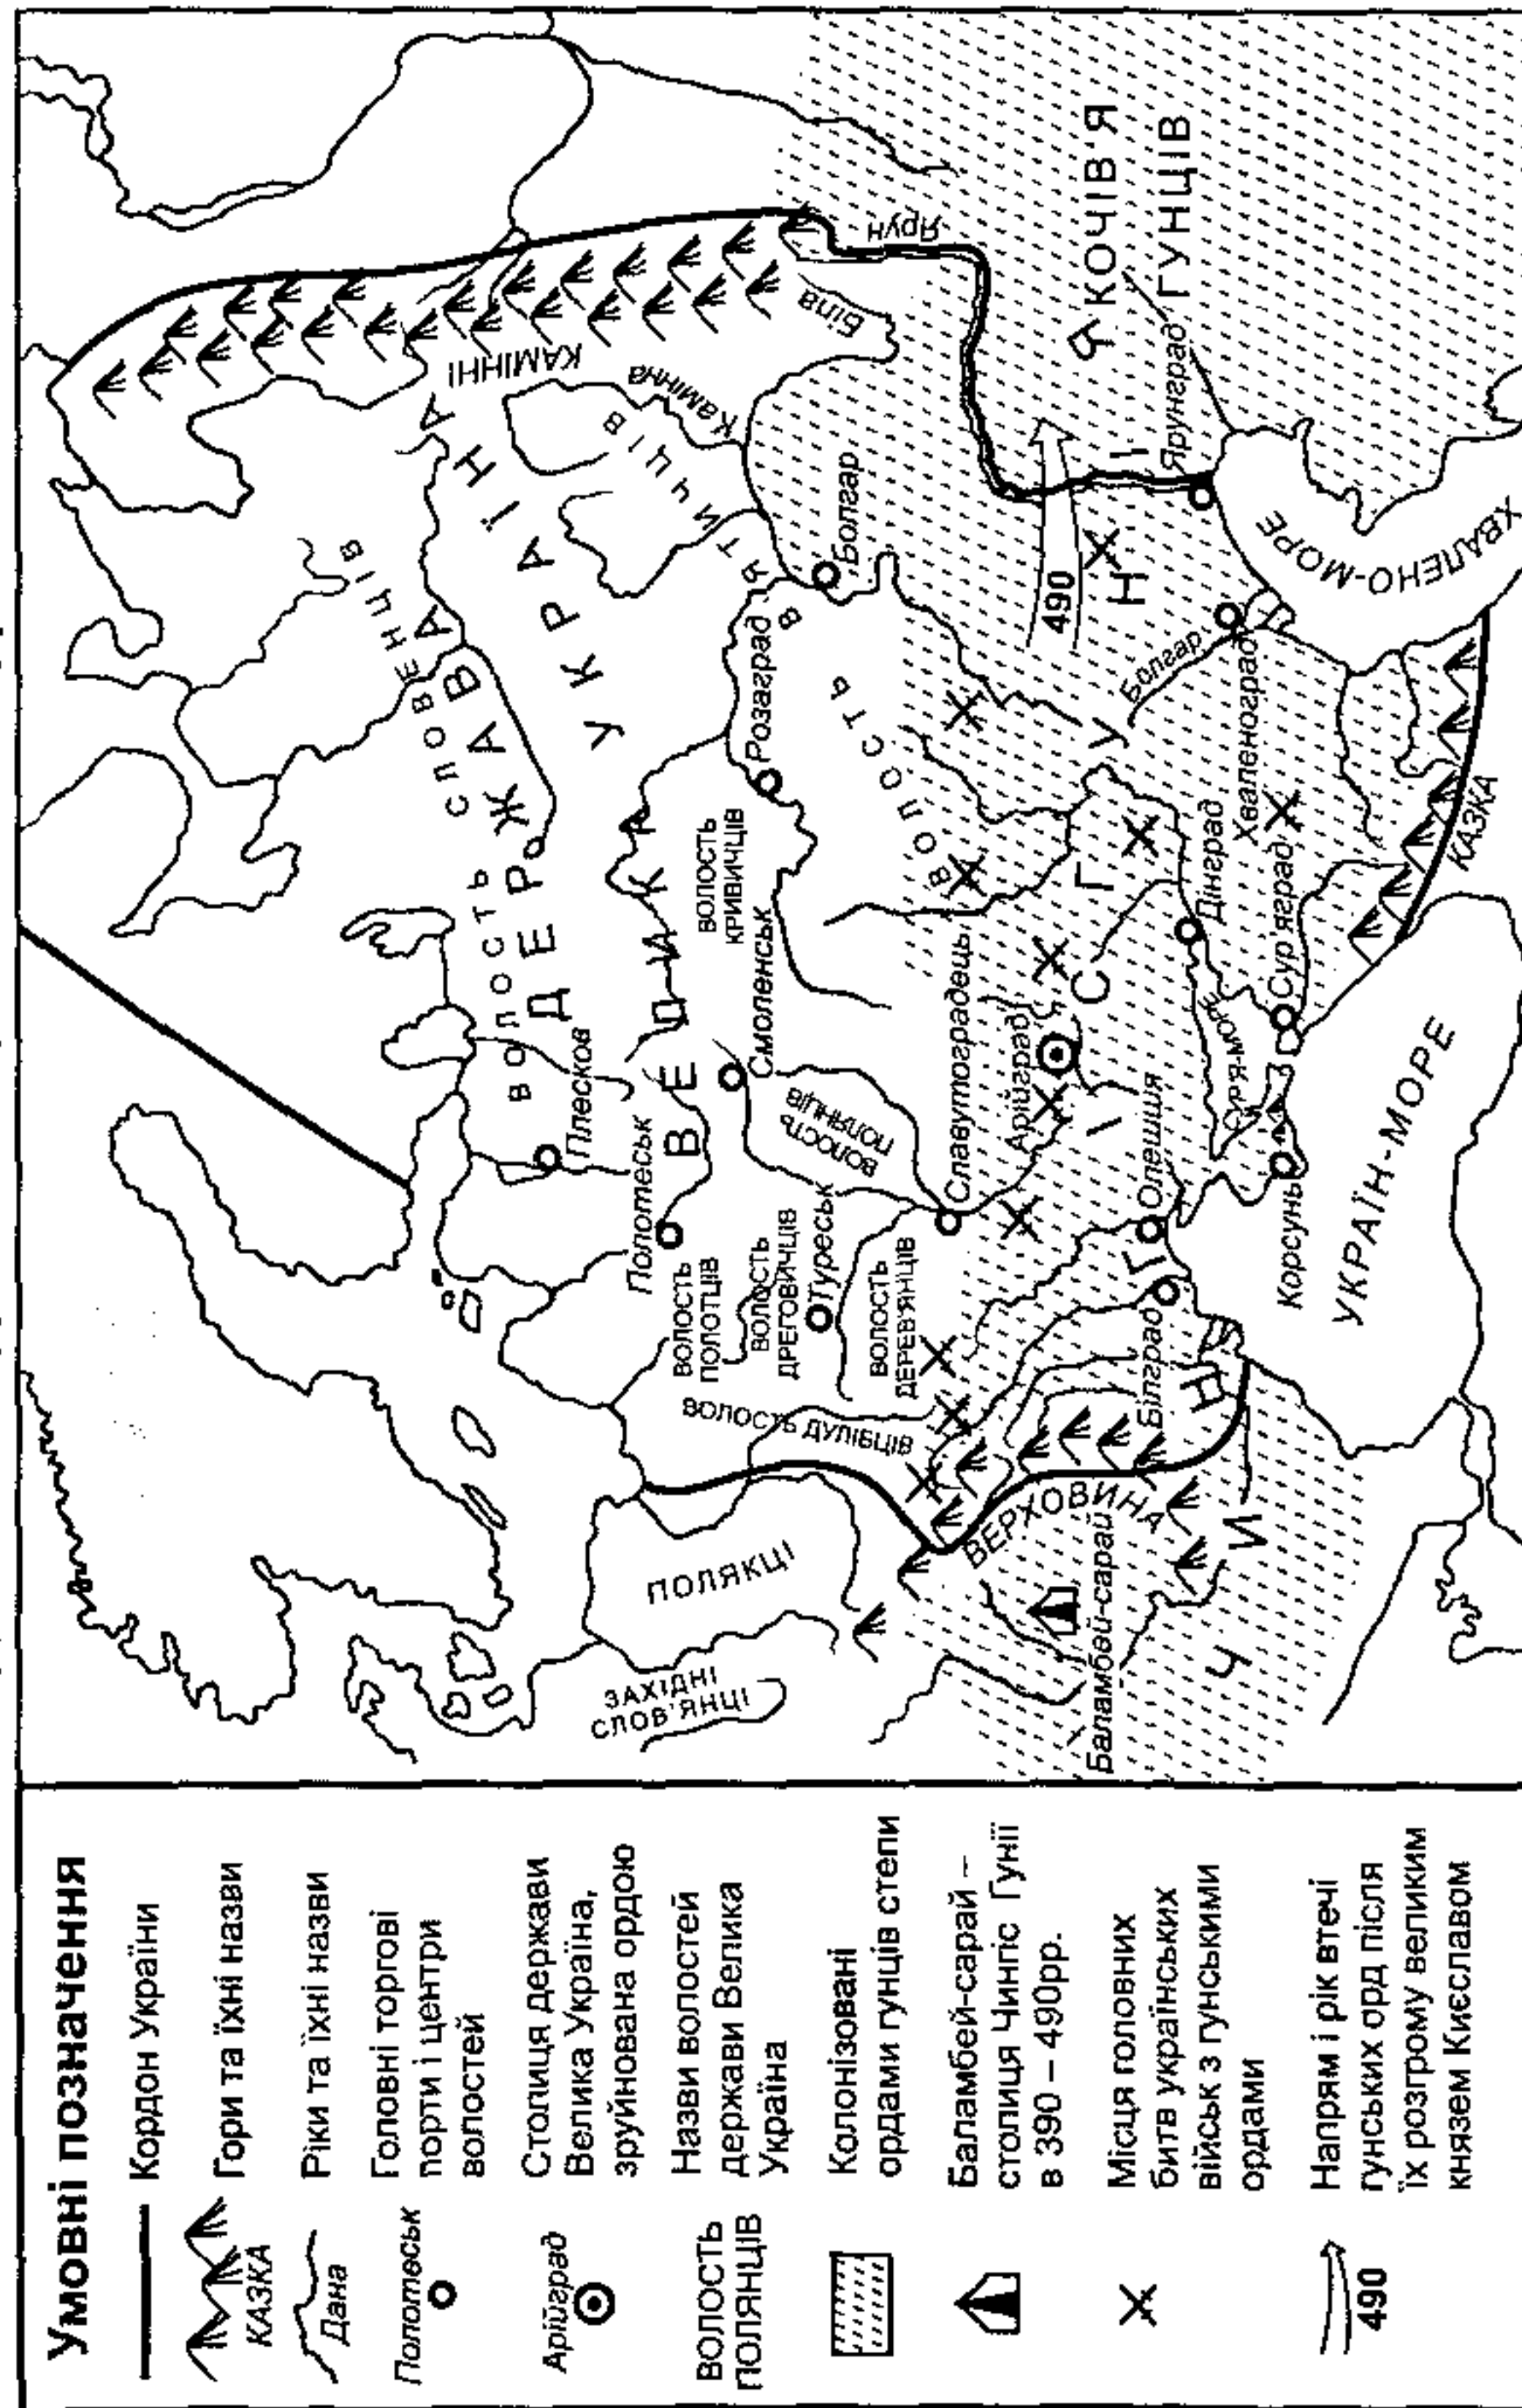 Умовні позначення
Кордон України
КАЗКА
Гори та їхні назви
Дана
Ріки та їхні назви
Полотеськ
Головні торгові
порти і центри
волостей
Арійград
Столиця держави
Велика Україна,
зруйнована ордою
ВОЛОСТЬ
ПОЛЯНЦІВ
Назви волостей
держави Велика
Україна
Колонізовані
ордами гунців степи
Баламбей-сарай –
столиця Чингіс Гунії
в 390 – 490рр.
Місця головних
битв українських
військ з гунськими
ордами
490
Напрям і рік втечі
гунських орд після
їх розгрому великим
князем Києславом
ДЕРЖАВА
ВЕЛИКА
УКРАЇНА
ЧИНГІС ГУНІЯ
КОЧІВ'Я
ГУНЦІВ
ВОЛОСТЬ СЛОВЕНЦІВ
ВОЛОСТЬ ВЯТИЧЦІВ
ВОЛОСТЬ
КРИВИЧЦІВ
ВОЛОСТЬ
ПОЛЯНЦІВ
ВОЛОСТЬ
ПОЛОТЦІВ
ВОЛОСТЬ
ДРЕГОВИЧЦІВ
ВОЛОСТЬ
ДЕРЕВ'ЯНЦІВ
ВОЛОСТЬ ДУЛІБЦІВ
ЗАХІДНІ
СЛОВ'ЯНЦІ
ПОЛЯКЦІ
КАМІННІ
Камінна
Біла
Ярун
Плесков
Полотеськ
Смоленськ
Розаград
Болгар
Туреськ
Славутоградець
Арійград
Олешшя
Білград
Корсунь
Сур'яград
Дінград
Хваленоград
Болгар
Ярунград
490
ВЕРХОВИНА
Баламбей-сарай
СУР'Я-МОРЕ
УКРАЇН-МОРЕ
ХВАЛЕНО-МОРЕ
КАЗКА